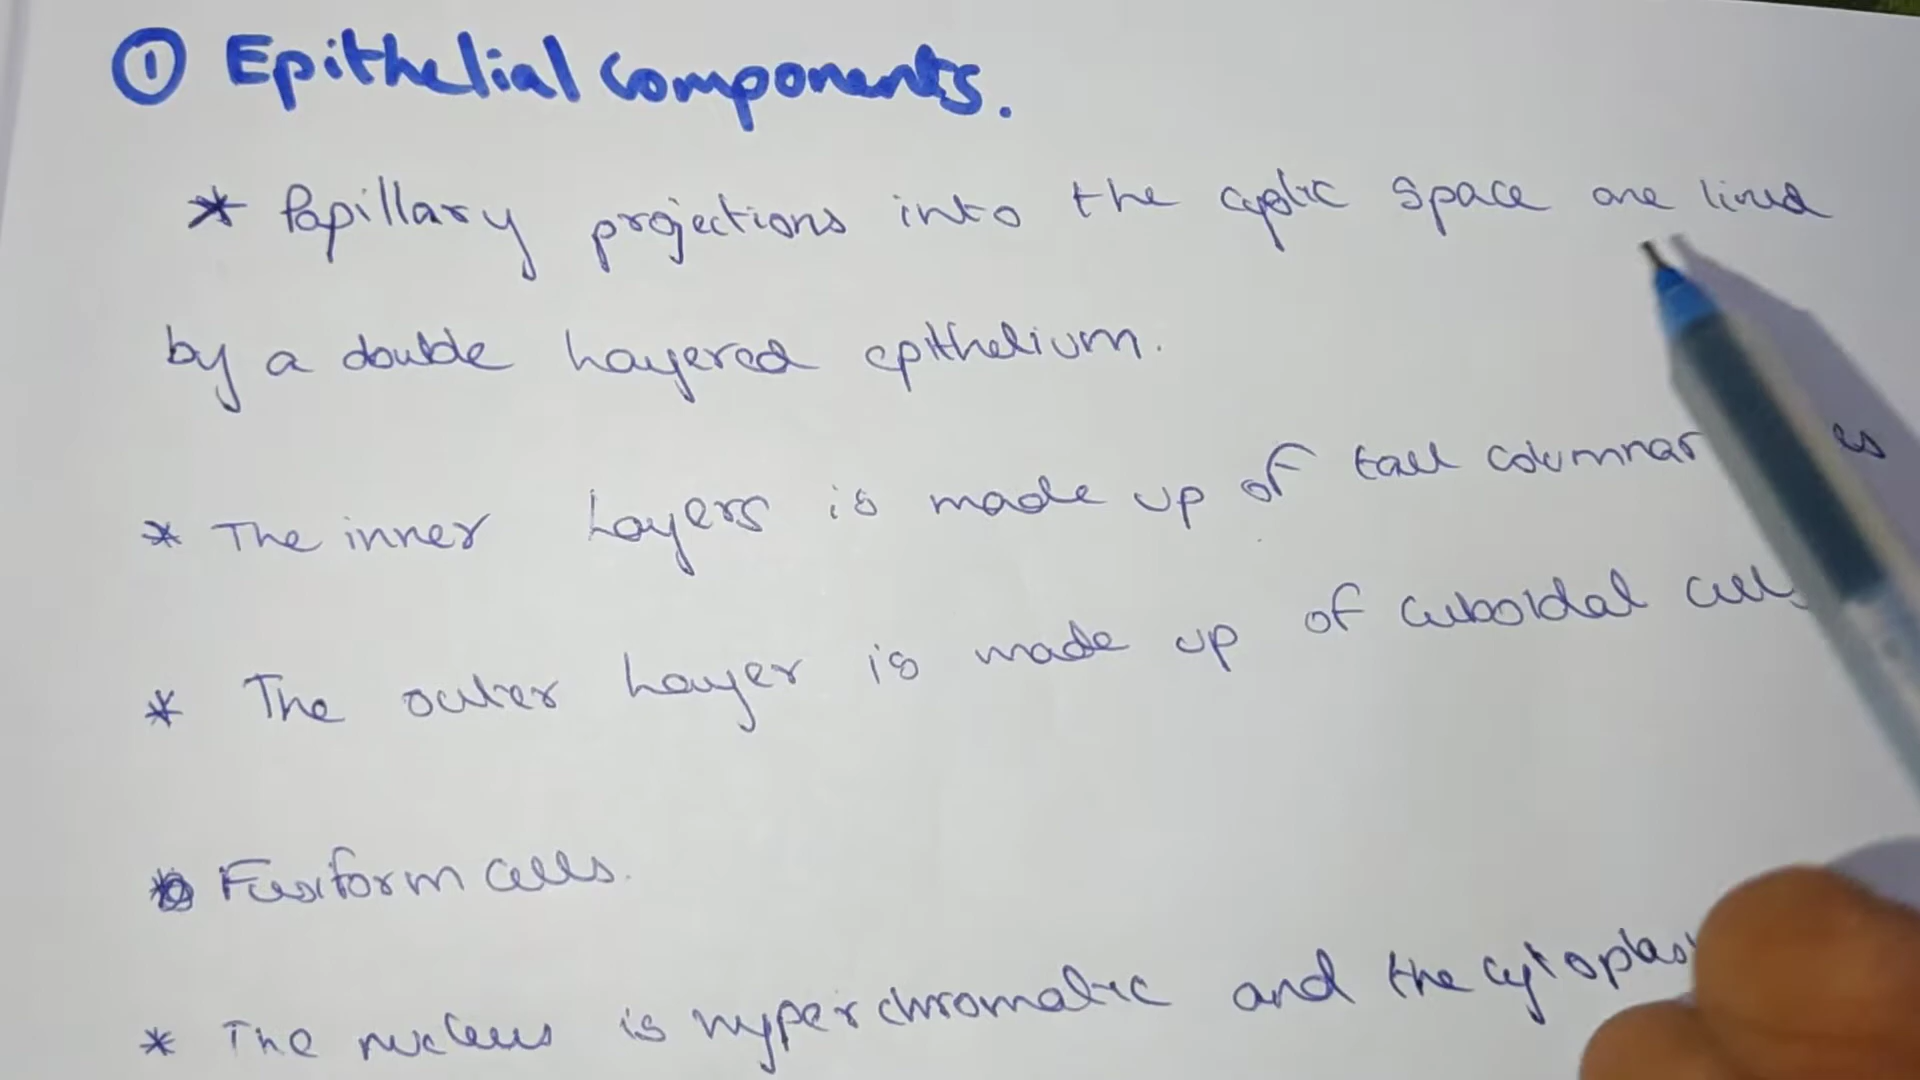 ① Epithelial components.
* Papillary projections into the cystic space are lined
by a double layered epithelium.
* The inner Layers is made up of tall columnar
* The outer Layer is made up of cuboidal cells
Fusiform cells.
* The nucleus is hyperchromatic and the cytoplas